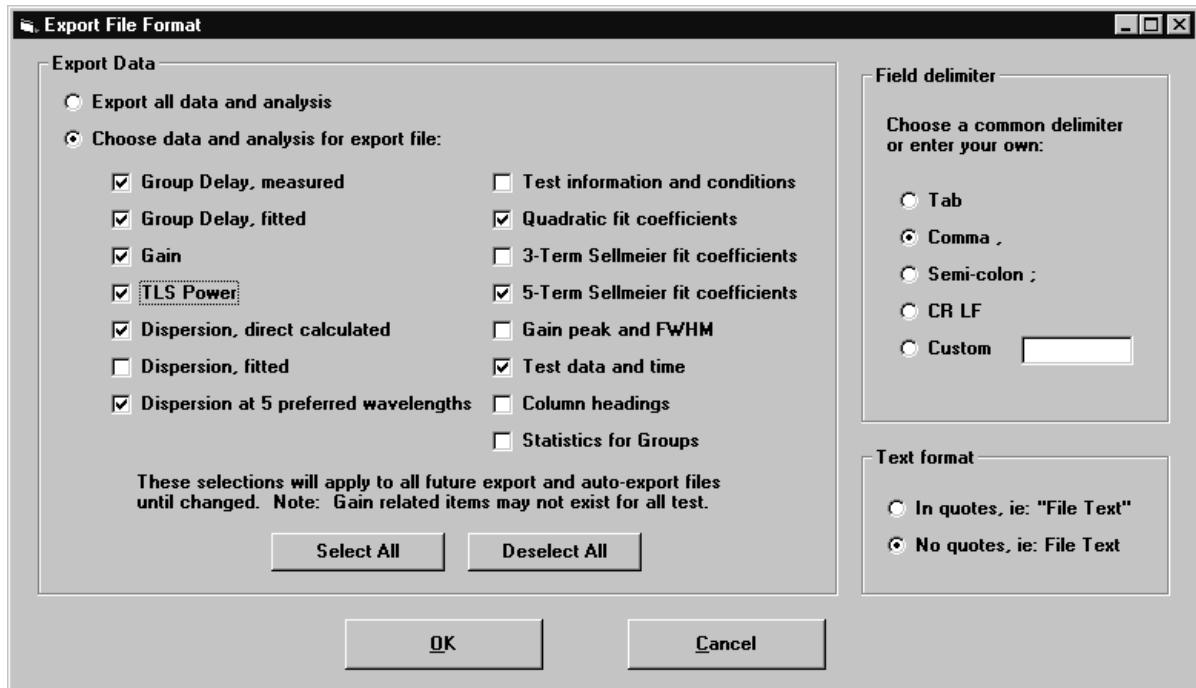 Export File Format
Export Data
Export all data and analysis
Choose data and analysis for export file:
Group Delay, measured
Group Delay, fitted
Gain
TLS Power
Dispersion, direct calculated
Dispersion, fitted
Dispersion at 5 preferred wavelengths
Test information and conditions
Quadratic fit coefficients
3-Term Sellmeier fit coefficients
5-Term Sellmeier fit coefficients
Gain peak and FWHM
Test data and time
Column headings
Statistics for Groups
These selections will apply to all future export and auto-export files
until changed.  Note:  Gain related items may not exist for all test.
Select All
Deselect All
Field delimiter
Choose a common delimiter
or enter your own:
Tab
Comma ,
Semi-colon ;
CR LF
Custom
Text format
In quotes, ie: "File Text"
No quotes, ie: File Text
OK
Cancel